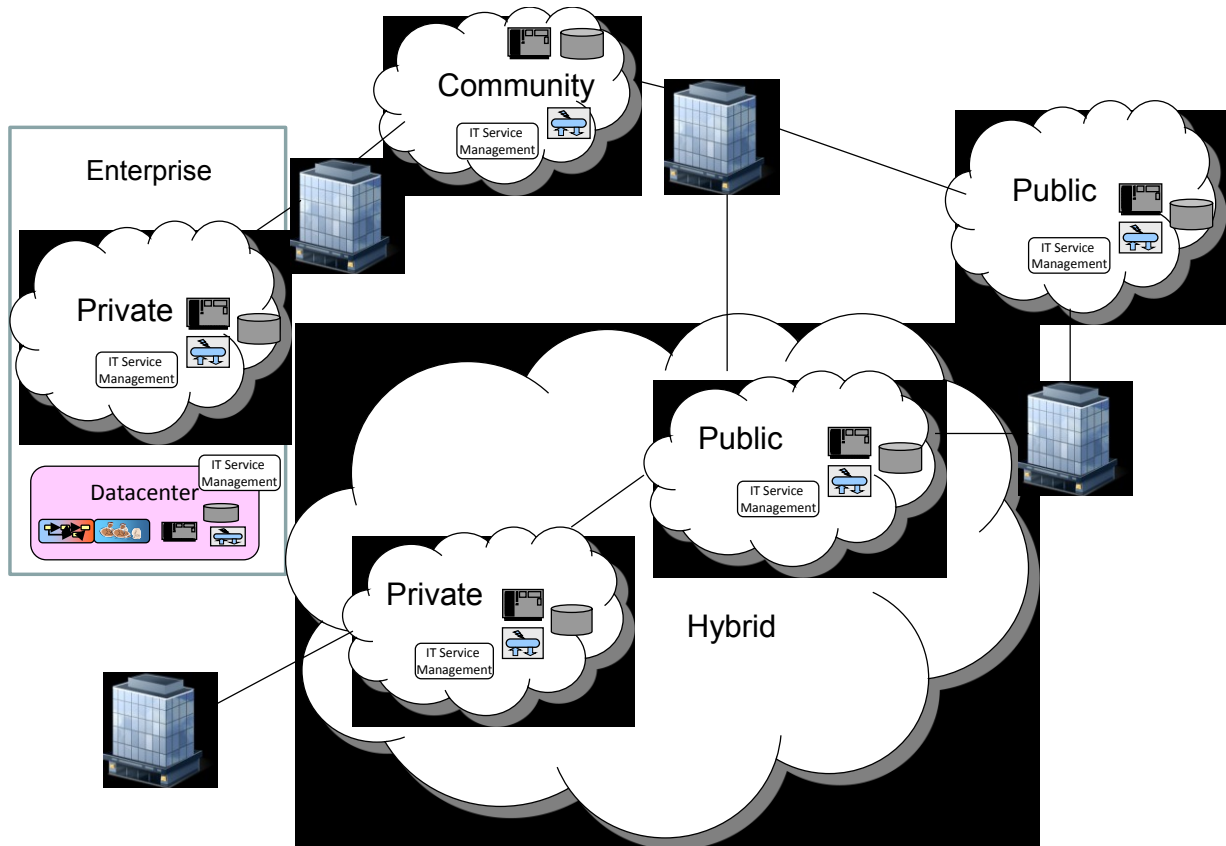 Community
IT Service
Management
Enterprise
Public
IT Service
Management
Private
IT Service
Management
Public
IT Service
Management
IT Service
Management
Datacenter
Private
IT Service
Management
Hybrid